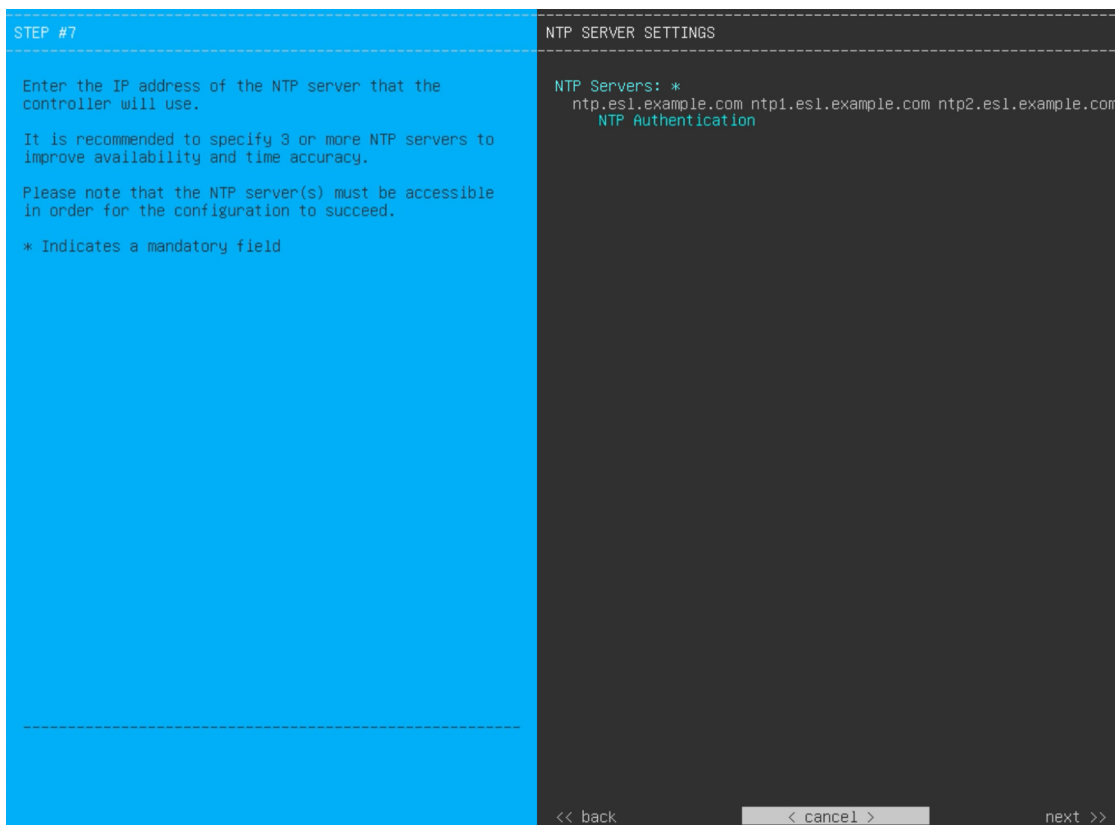 STEP #7
Enter the IP address of the NTP server that the
controller will use.
It is recommended to specify 3 or more NTP servers to
improve availability and time accuracy.
Please note that the NTP server(s) must be accessible
in order for the configuration to succeed.
* Indicates a mandatory field
NTP SERVER SETTINGS
NTP Servers: *
ntp.esl.example.com ntp1.esl.example.com ntp2.esl.example.com
NTP Authentication
<< back < cancel > next >>